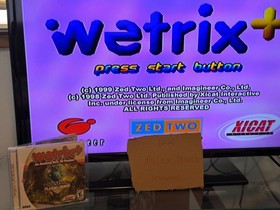 wetrix+
press start button
(c) 1999 Zed Two Ltd., and Imagineer Co., Ltd.
(c) 1998 Zed Two Ltd. Published by Xicat Interactive
Inc. under license from Imagineer Co., Ltd.
ALL RIGHTS RESERVED
ZED TWO
XICAT